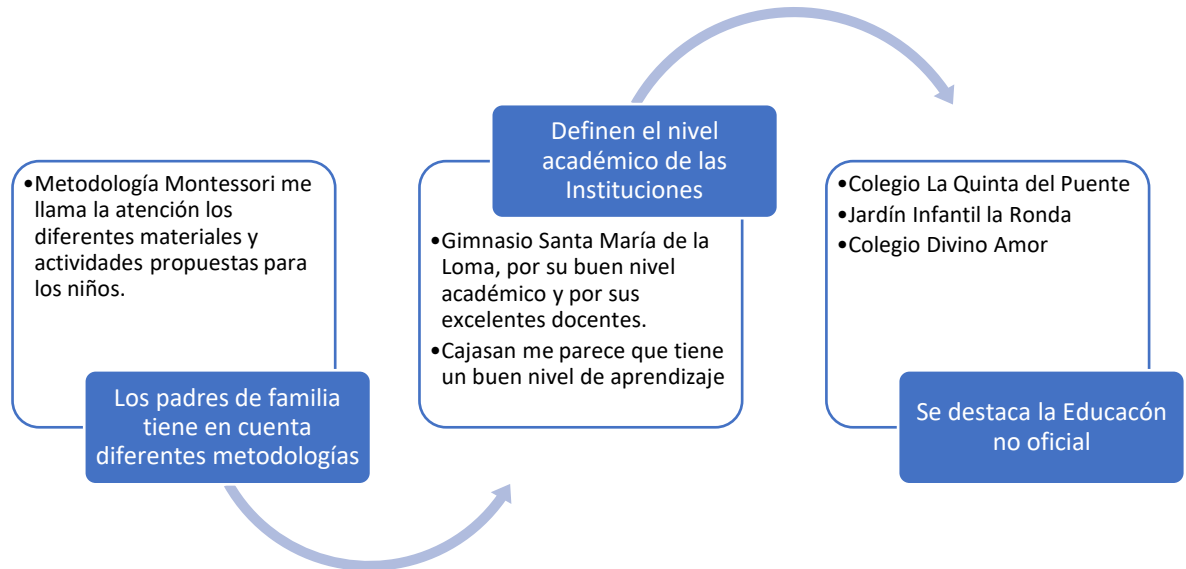 •Metodología Montessori me
llama la atención los
diferentes materiales y
actividades propuestas para
los niños.
Los padres de familia
tiene en cuenta
diferentes metodologías
Definen el nivel
académico de las
Instituciones
•Gimnasio Santa María de la
Loma, por su buen nivel
académico y por sus
excelentes docentes.
•Cajasan me parece que tiene
un buen nivel de aprendizaje
•Colegio La Quinta del Puente
•Jardín Infantil la Ronda
•Colegio Divino Amor
Se destaca la Educacón
no oficial